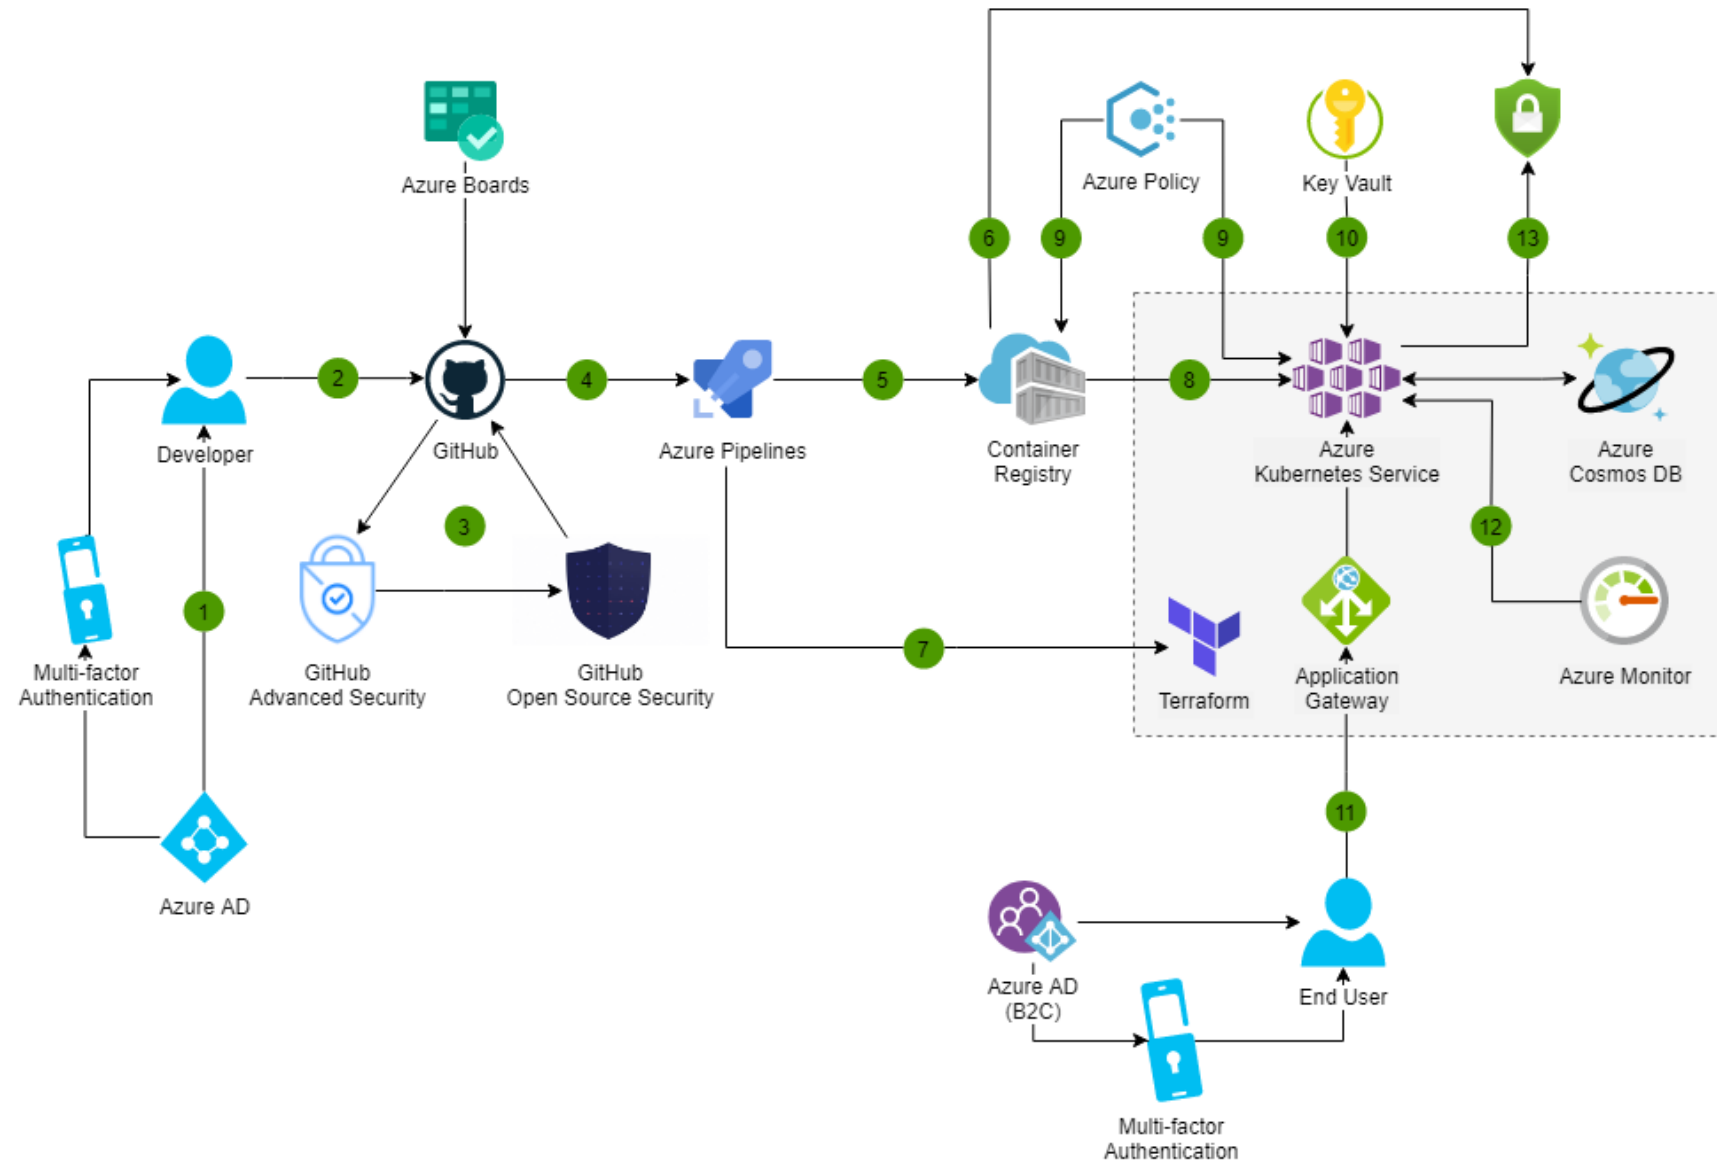 Azure Boards
Azure Policy
Key Vault
6
9
9
10
13
Developer
2
GitHub
4
Azure Pipelines
5
Container
Registry
8
Azure
Kubernetes Service
Azure
Cosmos DB
3
12
1
7
Multi-factor
Authentication
GitHub
Advanced Security
GitHub
Open Source Security
Terraform
Application
Gateway
Azure Monitor
11
Azure AD
Azure AD
(B2C)
End User
Multi-factor
Authentication